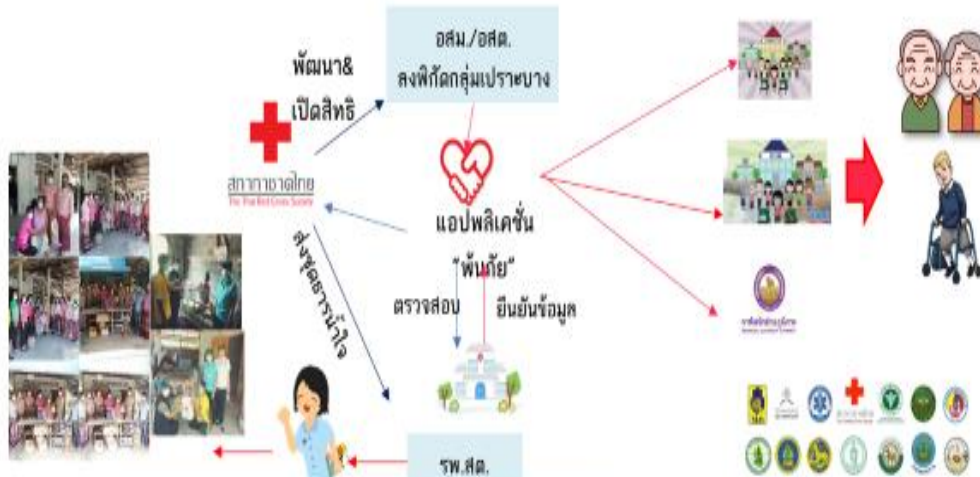 อสม./อสต.
ลงพิกัดกลุ่มเปราะบาง
พัฒนา&
เปิดสิทธิ
สภากาชาดไทย
The Thai Red Cross Society
แอปพลิเคชั่น
"พ้นภัย"
ตรวจสอบ
ยืนยันข้อมูล
ส่งชุดธารน้ำใจ
รพ.สต.